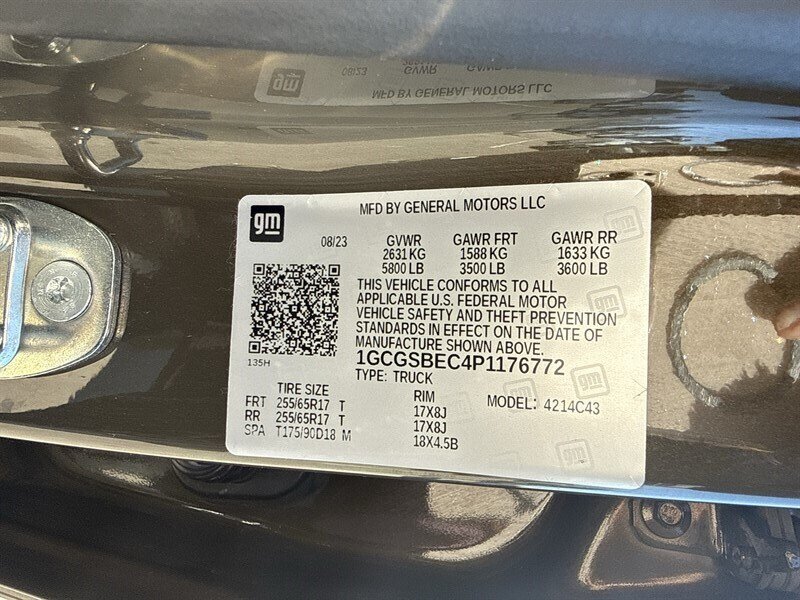 gm
MFD BY GENERAL MOTORS LLC
08/23
GVWR GAWR FRT GAWR RR
2631 KG 1588 KG 1633 KG
5800 LB 3500 LB 3600 LB
THIS VEHICLE CONFORMS TO ALL
APPLICABLE U.S. FEDERAL MOTOR
VEHICLE SAFETY AND THEFT PREVENTION
STANDARDS IN EFFECT ON THE DATE OF
MANUFACTURE SHOWN ABOVE.
135H
1GCGSBEC4P1176772
TYPE: TRUCK
TIRE SIZE RIM MODEL: 4214C43
FRT 255/65R17 T 17X8J
RR 255/65R17 T 17X8J
SPA T175/90D18 M 18X4.5B